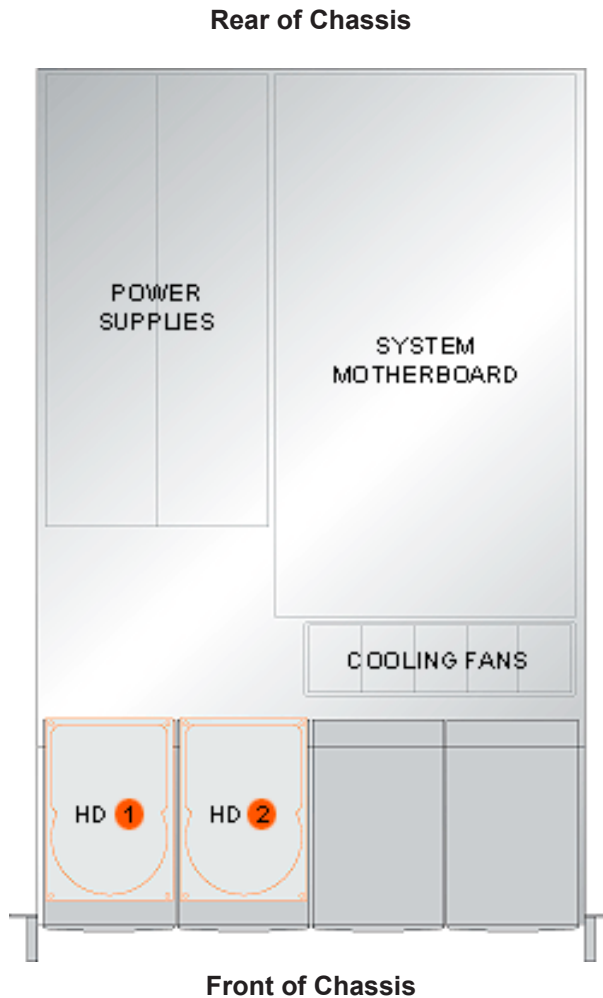 Rear of Chassis
POWER
SUPPLIES
SYSTEM
MOTHERBOARD
COOLING FANS
HD 1
HD 2
Front of Chassis